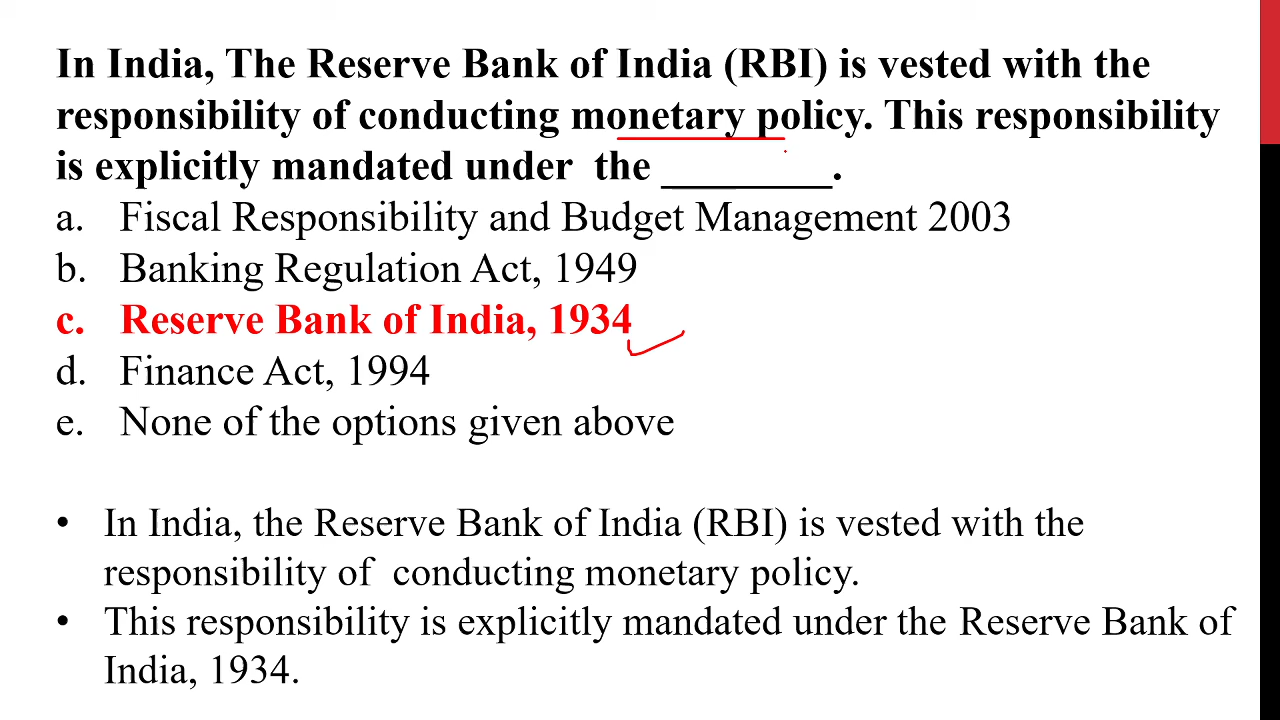 In India, The Reserve Bank of India (RBI) is vested with the
responsibility of conducting monetary policy. This responsibility
is explicitly mandated under the ________.
a. Fiscal Responsibility and Budget Management 2003
b. Banking Regulation Act, 1949
c. Reserve Bank of India, 1934
d. Finance Act, 1994
e. None of the options given above
• In India, the Reserve Bank of India (RBI) is vested with the
responsibility of conducting monetary policy.
• This responsibility is explicitly mandated under the Reserve Bank of
India, 1934.